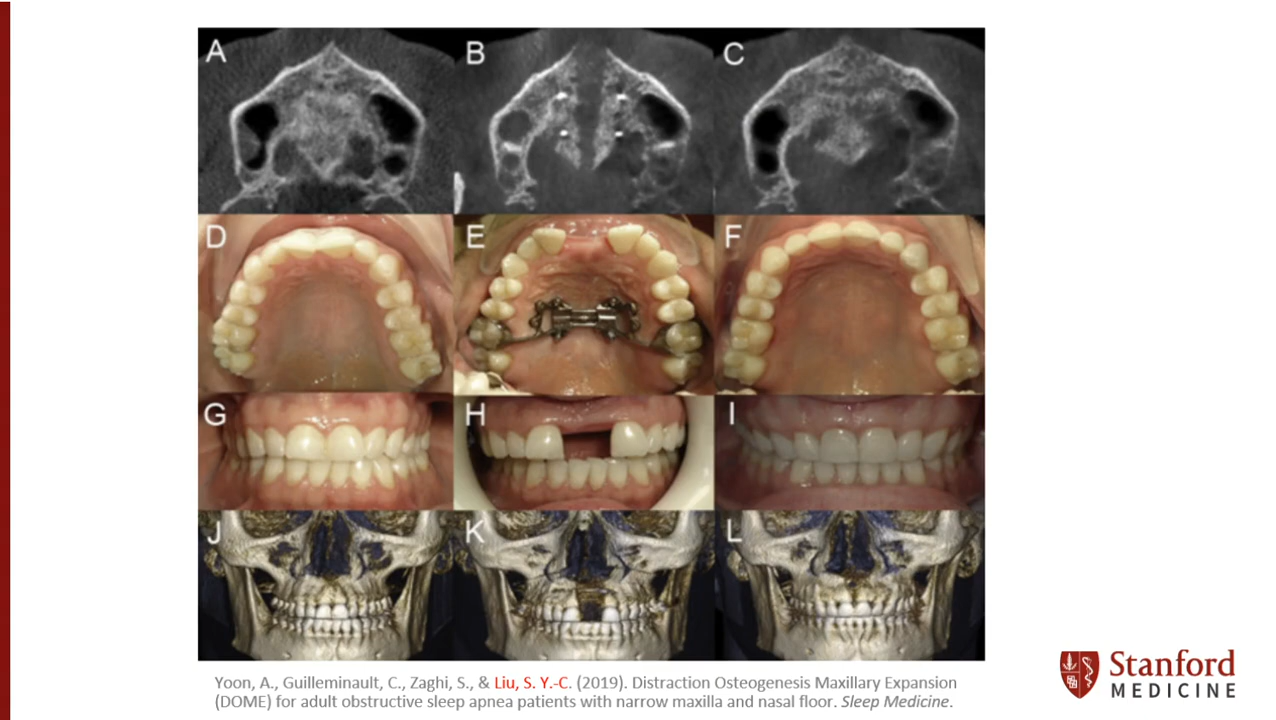 A B C
D E F
G H I
J K L
Yoon, A., Guilleminault, C., Zaghi, S., & Liu, S. Y.-C. (2019). Distraction Osteogenesis Maxillary Expansion
(DOME) for adult obstructive sleep apnea patients with narrow maxilla and nasal floor. Sleep Medicine.
Stanford
MEDICINE